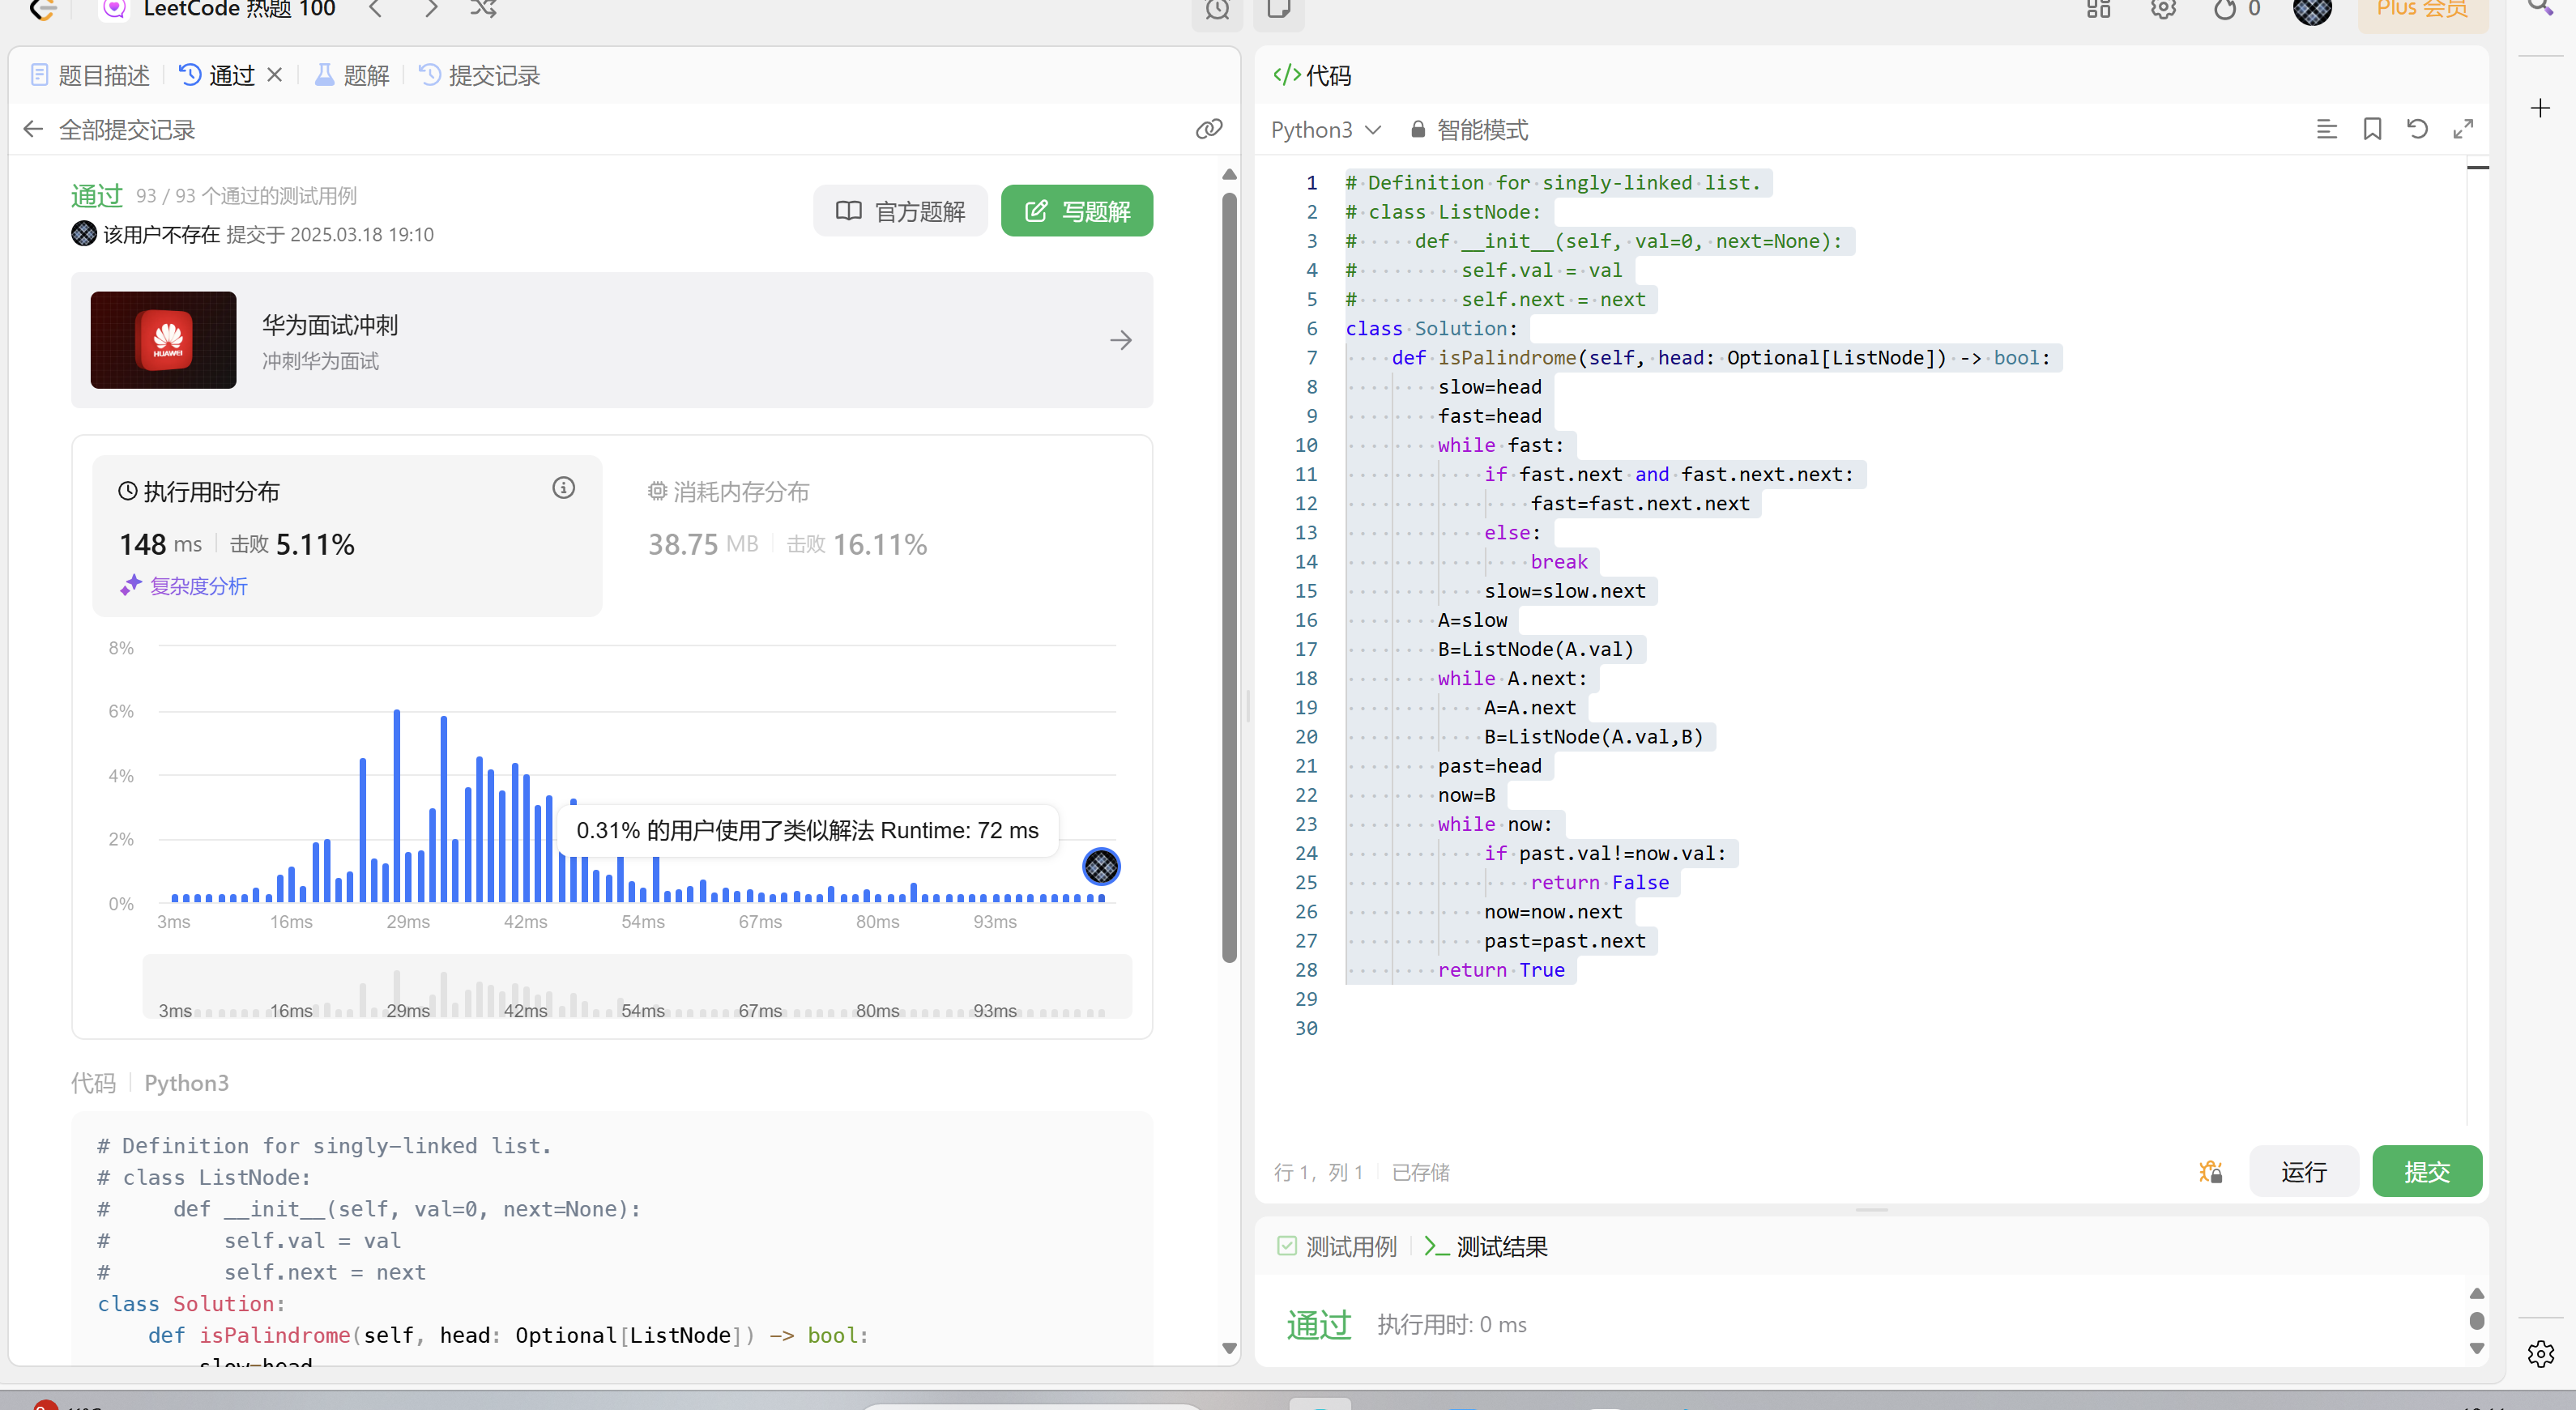 LeetCode 热题 100
0
Plus 会员
题目描述
通过
题解
提交记录
全部提交记录
通过 93 / 93 个通过的测试用例
该用户不存在 提交于 2025.03.18 19:10
官方题解
写题解
HUAWEI
华为面试冲刺
冲刺华为面试
执行用时分布
148 ms 击败 5.11%
复杂度分析
消耗内存分布
38.75 MB 击败 16.11%
8%
6%
4%
2%
0%
0.31% 的用户使用了类似解法 Runtime: 72 ms
3ms 16ms 29ms 42ms 54ms 67ms 80ms 93ms
3ms 16ms 29ms 42ms 54ms 67ms 80ms 93ms
代码 Python3
# Definition for singly-linked list.
# class ListNode:
#     def __init__(self, val=0, next=None):
#         self.val = val
#         self.next = next
class Solution:
    def isPalindrome(self, head: Optional[ListNode]) -> bool:
        slow=head
</> 代码
Python3 智能模式
1 # Definition for singly-linked list.
2 # class ListNode:
3 #     def __init__(self, val=0, next=None):
4 #         self.val = val
5 #         self.next = next
6 class Solution:
7     def isPalindrome(self, head: Optional[ListNode]) -> bool:
8         slow=head
9         fast=head
10         while fast:
11             if fast.next and fast.next.next:
12                 fast=fast.next.next
13             else:
14                 break
15             slow=slow.next
16         A=slow
17         B=ListNode(A.val)
18         while A.next:
19             A=A.next
20             B=ListNode(A.val,B)
21         past=head
22         now=B
23         while now:
24             if past.val!=now.val:
25                 return False
26             now=now.next
27             past=past.next
28         return True
29
30
行 1, 列 1 已存储
运行
提交
测试用例
测试结果
通过 执行用时: 0 ms